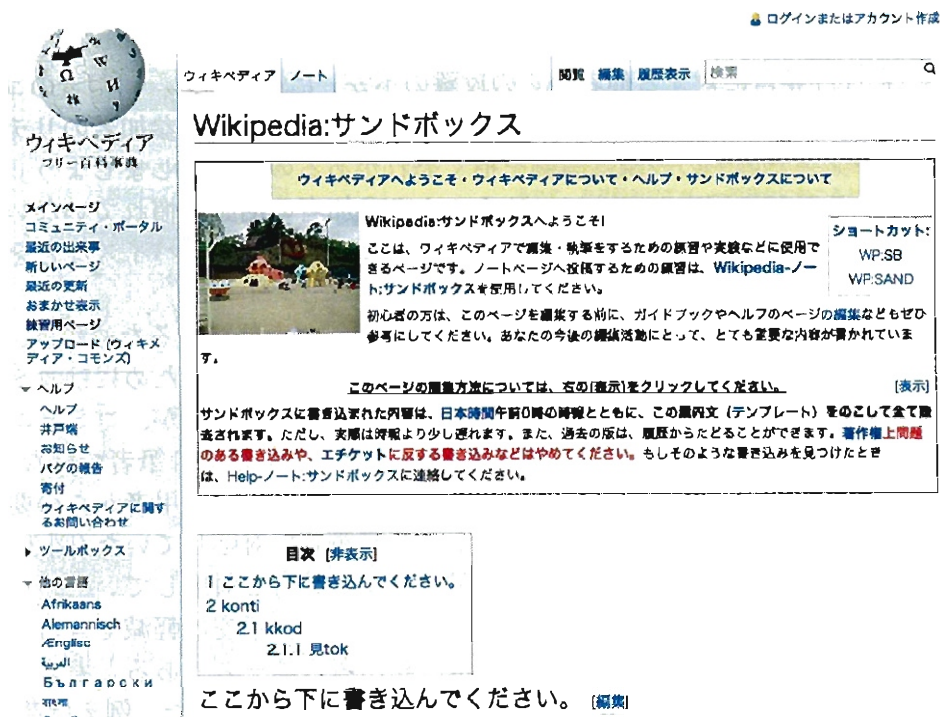 ログインまたはアカウント作成
ウィキペディア ノート 閲覧 編集 履歴表示 検索
ウィキペディア
フリー百科事典
Wikipedia:サンドボックス
ウィキペディアへようこそ・ウィキペディアについて・ヘルプ・サンドボックスについて
メインページ
コミュニティ・ポータル
最近の出来事
新しいページ
最近の更新
おまかせ表示
練習用ページ
アップロード (ウィキメ
ディア・コモンズ)
ヘルプ
ヘルプ
井戸端
お知らせ
バグの報告
寄付
ウィキペディアに関す
るお問い合わせ
ツールボックス
他の言語
Afrikaans
Alemannisch
Ænglisc
العربية
Български
বাংলা
Wikipedia:サンドボックスへようこそ!
ここは、ウィキペディアで編集・執筆をするための練習や実験などに使用で
きるページです。ノートページへ投稿するための練習は、Wikipedia‐ノー
ト:サンドボックスを使用してください。
初心者の方は、このページを編集する前に、ガイドブックやヘルプのページの編集などもぜひ
参考にしてください。あなたの今後の編集活動にとって、とても重要な内容が書かれていま
す。
ショートカット:
WP:SB
WP:SAND
このページの編集方法については、右の[表示]をクリックしてください。 [表示]
サンドボックスに書き込まれた内容は、日本時間午前0時の時報とともに、この案内文(テンプレート)をのこして全て除
去されます。ただし、実際は時報より少し遅れます。また、過去の版は、履歴からたどることができます。著作権上問題
のある書き込みや、エチケットに反する書き込みなどはやめてください。もしそのような書き込みを見つけたとき
は、Help‐ノート:サンドボックスに連絡してください。
目次 [非表示]
1 ここから下に書き込んでください。
2 konti
2.1 kkod
2.1.1 見tok
ここから下に書き込んでください。 [編集]